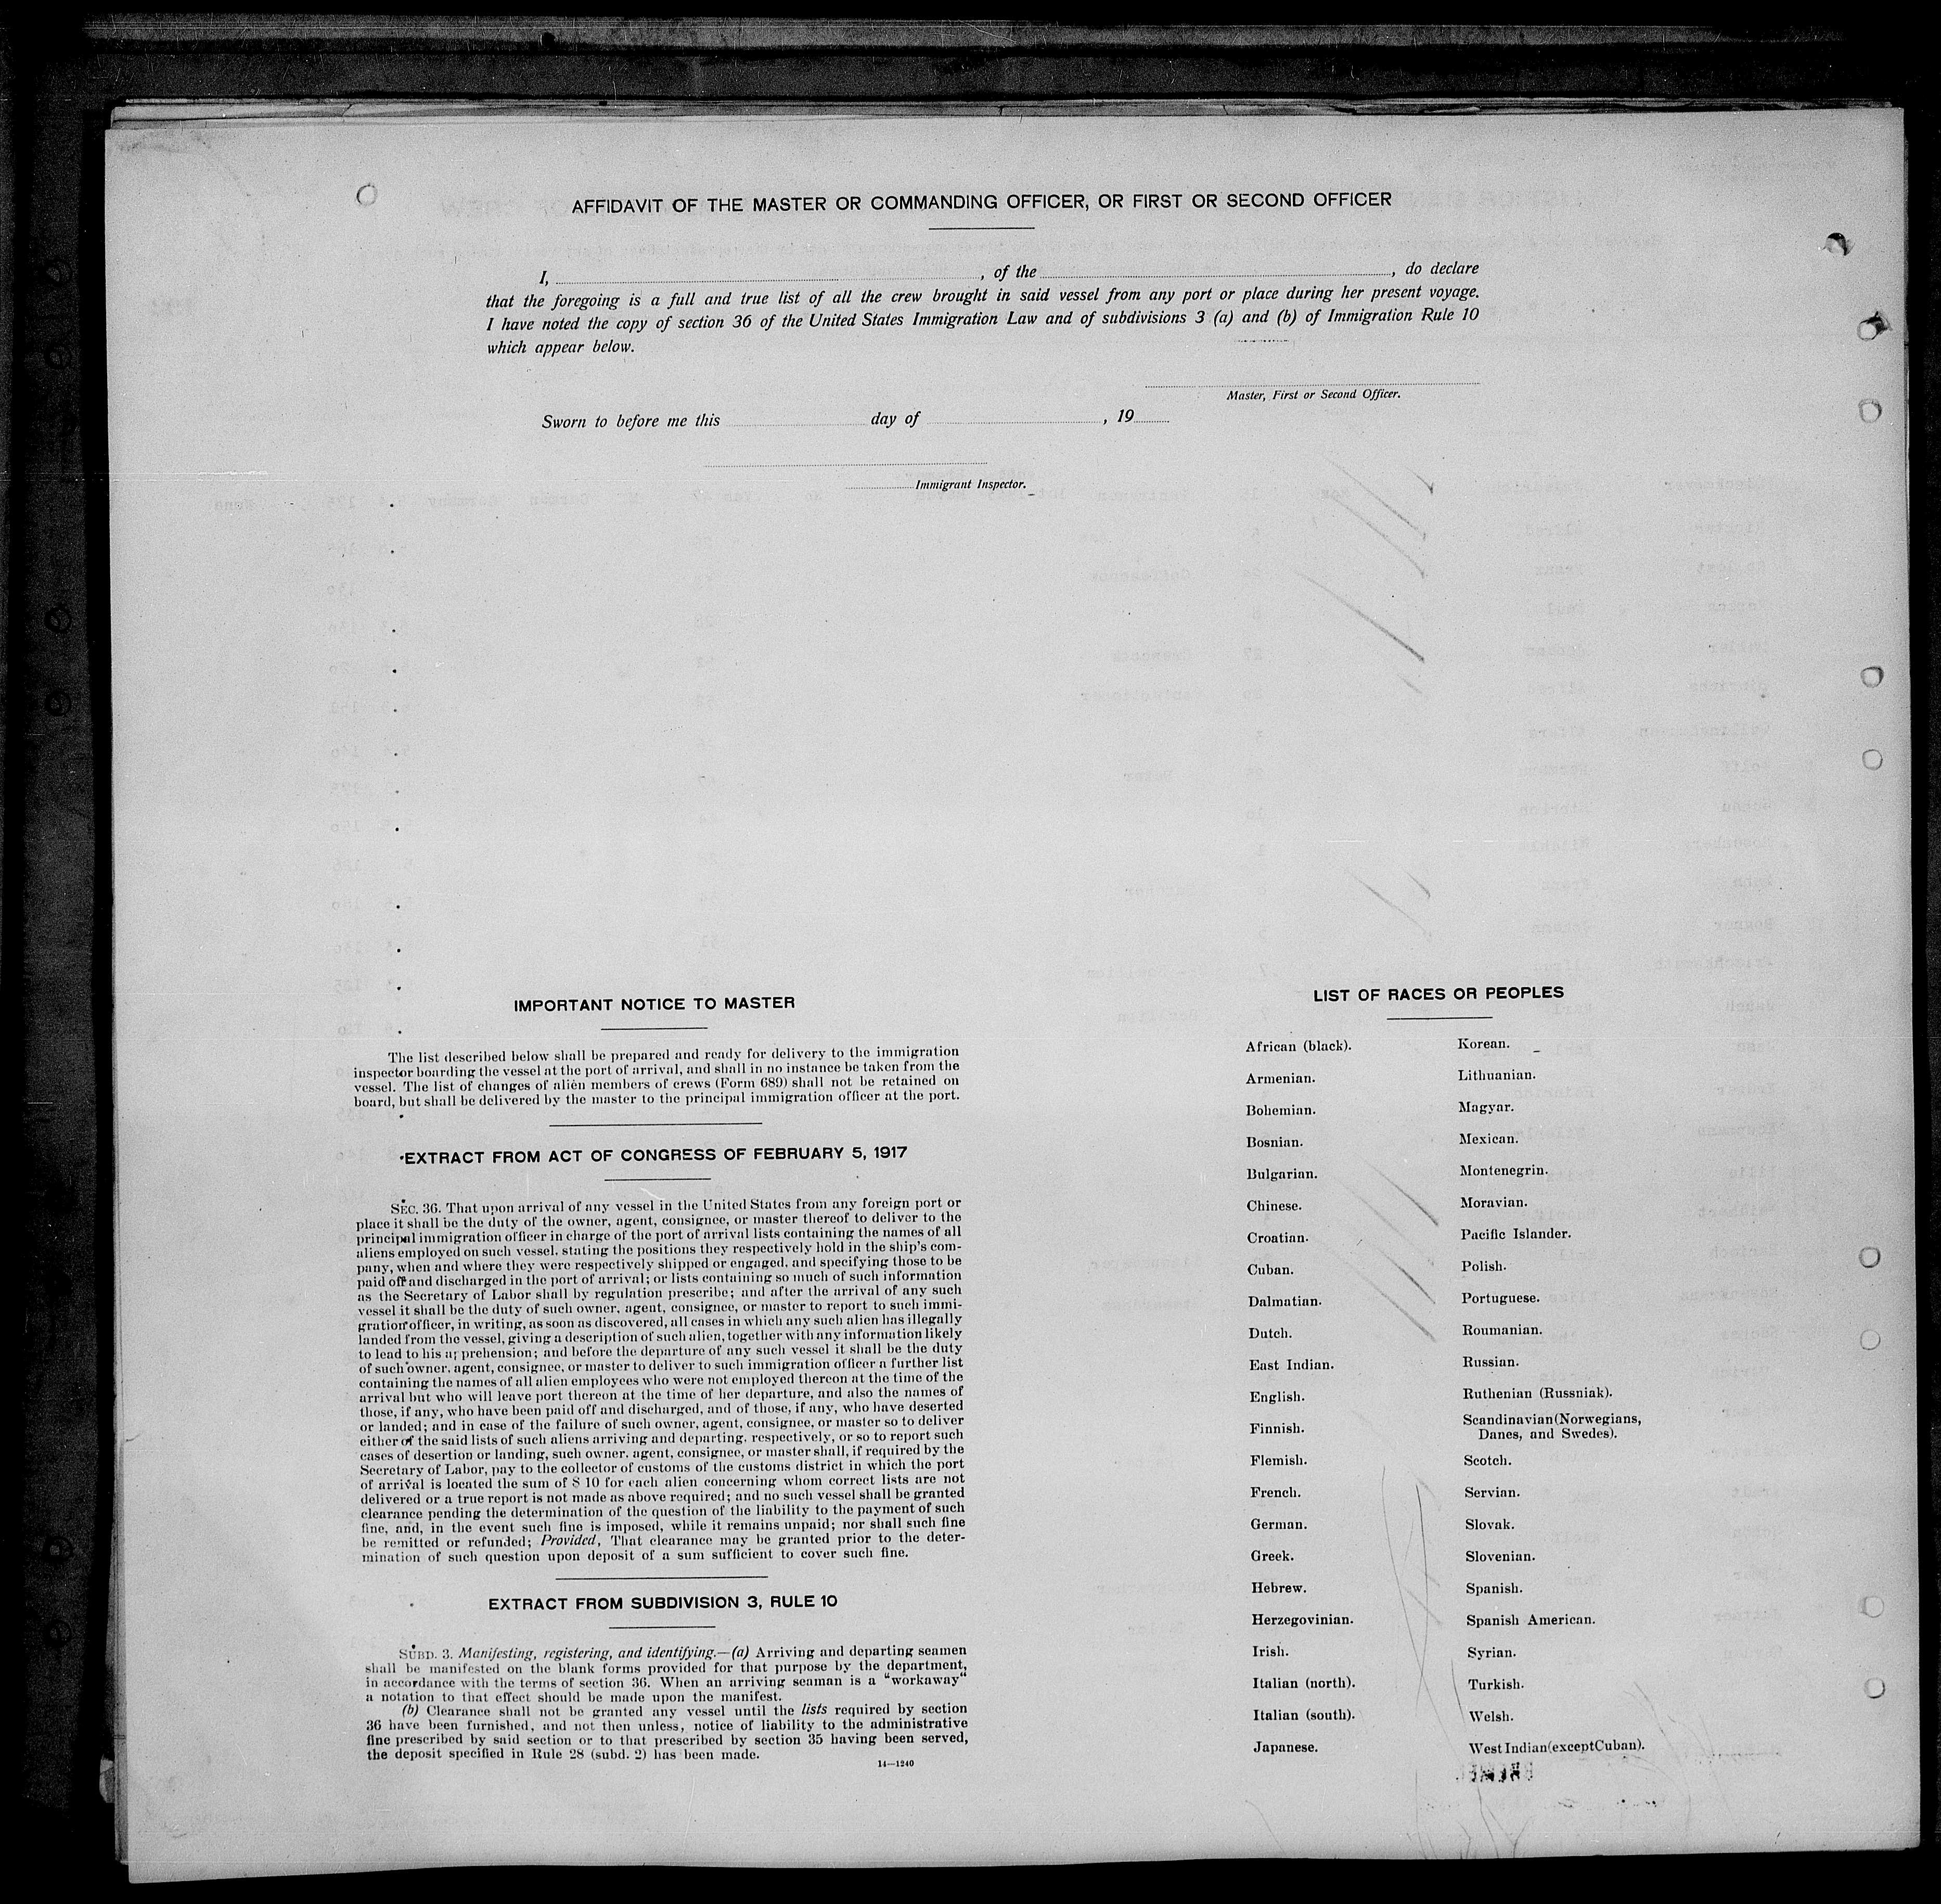 AFFIDAVIT OF THE MASTER OR COMMANDING OFFICER, OR FIRST OR SECOND OFFICER
I, , of the , do declare
that the foregoing is a full and true list of all the crew brought in said vessel from any port or place during her present voyage.
I have noted the copy of section 36 of the United States Immigration Law and of subdivisions 3 (a) and (b) of Immigration Rule 10
which appear below.
Master, First or Second Officer.
Sworn to before me this day of , 19
Immigrant Inspector.
IMPORTANT NOTICE TO MASTER
The list described below shall be prepared and ready for delivery to the immigration
inspector boarding the vessel at the port of arrival, and shall in no instance be taken from the
vessel. The list of changes of alien members of crews (Form 689) shall not be retained on
board, but shall be delivered by the master to the principal immigration officer at the port.
EXTRACT FROM ACT OF CONGRESS OF FEBRUARY 5, 1917
SEC. 36. That upon arrival of any vessel in the United States from any foreign port or
place it shall be the duty of the owner, agent, consignee, or master thereof to deliver to the
principal immigration officer in charge of the port of arrival lists containing the names of all
aliens employed on such vessel, stating the positions they respectively hold in the ship's com-
pany, when and where they were respectively shipped or engaged, and specifying those to be
paid off and discharged in the port of arrival; or lists containing so much of such information
as the Secretary of Labor shall by regulation prescribe; and after the arrival of any such
vessel it shall be the duty of such owner, agent, consignee, or master to report to such immi-
gration officer, in writing, as soon as discovered, all cases in which any such alien has illegally
landed from the vessel, giving a description of such alien, together with any information likely
to lead to his apprehension; and before the departure of any such vessel it shall be the duty
of such owner, agent, consignee, or master to deliver to such immigration officer a further list
containing the names of all alien employees who were not employed thereon at the time of the
arrival but who will leave port thereon at the time of her departure, and also the names of
those, if any, who have been paid off and discharged, and of those, if any, who have deserted
or landed; and in case of the failure of such owner, agent, consignee, or master so to deliver
either of the said lists of such aliens arriving and departing, respectively, or so to report such
cases of desertion or landing, such owner, agent, consignee, or master shall, if required by the
Secretary of Labor, pay to the collector of customs of the customs district in which the port
of arrival is located the sum of $ 10 for each alien concerning whom correct lists are not
delivered or a true report is not made as above required; and no such vessel shall be granted
clearance pending the determination of the question of the liability to the payment of such
fine, and, in the event such fine is imposed, while it remains unpaid; nor shall such fine
be remitted or refunded; Provided, That clearance may be granted prior to the deter-
mination of such question upon deposit of a sum sufficient to cover such fine.
EXTRACT FROM SUBDIVISION 3, RULE 10
SUBD. 3. Manifesting, registering, and identifying.—(a) Arriving and departing seamen
shall be manifested on the blank forms provided for that purpose by the department,
in accordance with the terms of section 36. When an arriving seaman is a “workaway“
a notation to that effect should be made upon the manifest.
(b) Clearance shall not be granted any vessel until the lists required by section
36 have been furnished, and not then unless, notice of liability to the administrative
fine prescribed by said section or to that prescribed by section 35 having been served,
the deposit specified in Rule 28 (subd. 2) has been made.
14—1240
LIST OF RACES OR PEOPLES
African (black).
Armenian.
Bohemian.
Bosnian.
Bulgarian.
Chinese.
Croatian.
Cuban.
Dalmatian.
Dutch.
East Indian.
English.
Finnish.
Flemish.
French.
German.
Greek.
Hebrew.
Herzegovinian.
Irish.
Italian (north).
Italian (south).
Japanese.
Korean.
Lithuanian.
Magyar.
Mexican.
Montenegrin.
Moravian.
Pacific Islander.
Polish.
Portuguese.
Roumanian.
Russian.
Ruthenian (Russniak).
Scandinavian (Norwegians,
Danes, and Swedes).
Scotch.
Servian.
Slovak.
Slovenian.
Spanish.
Spanish American.
Syrian.
Turkish.
Welsh.
West Indian (except Cuban).